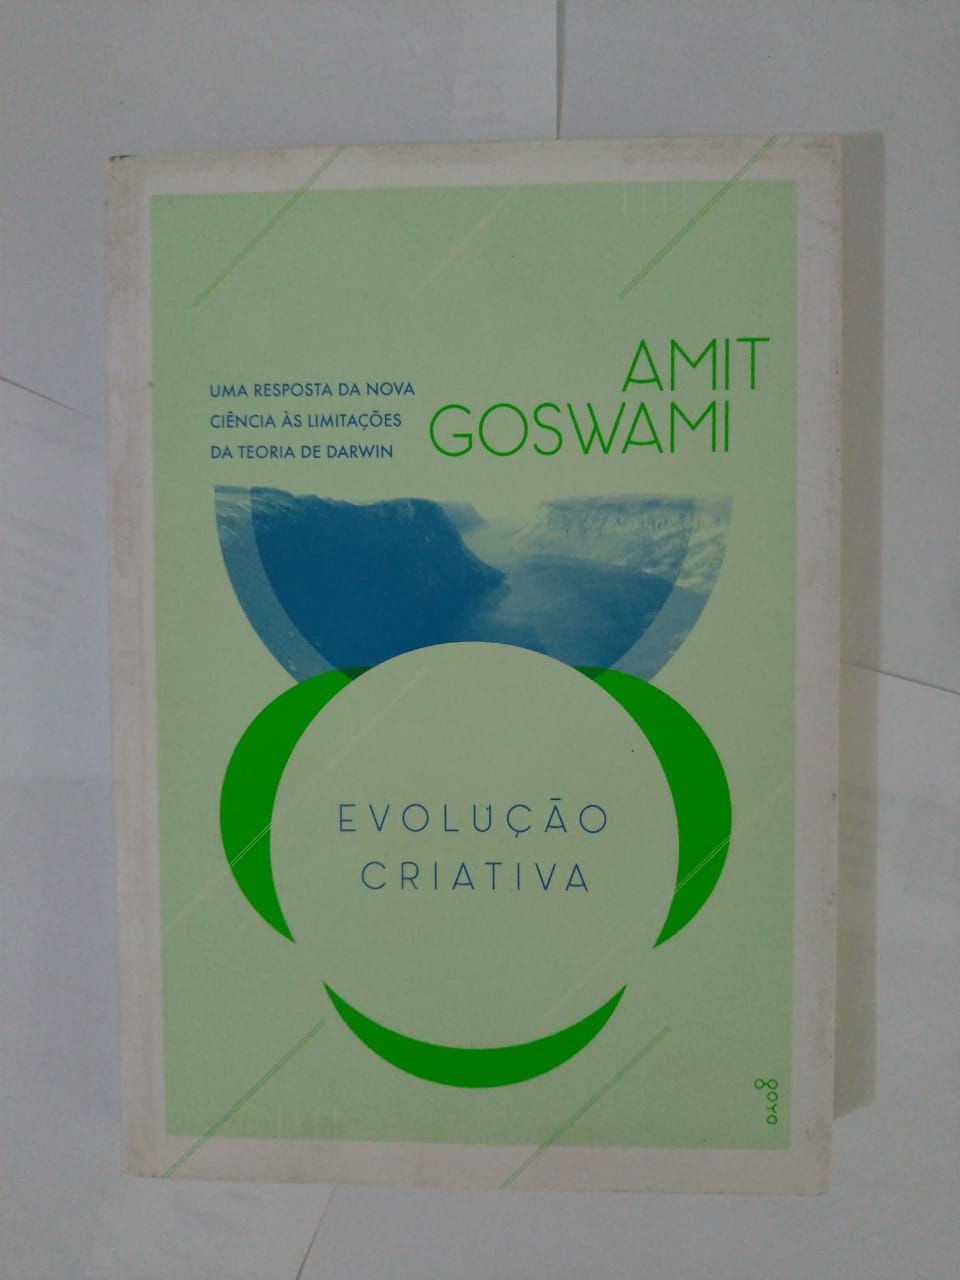 UMA RESPOSTA DA NOVA
CIÊNCIA ÀS LIMITAÇÕES
DA TEORIA DE DARWIN
AMIT
GOSWAMI
EVOLUÇÃO
CRIATIVA
goya